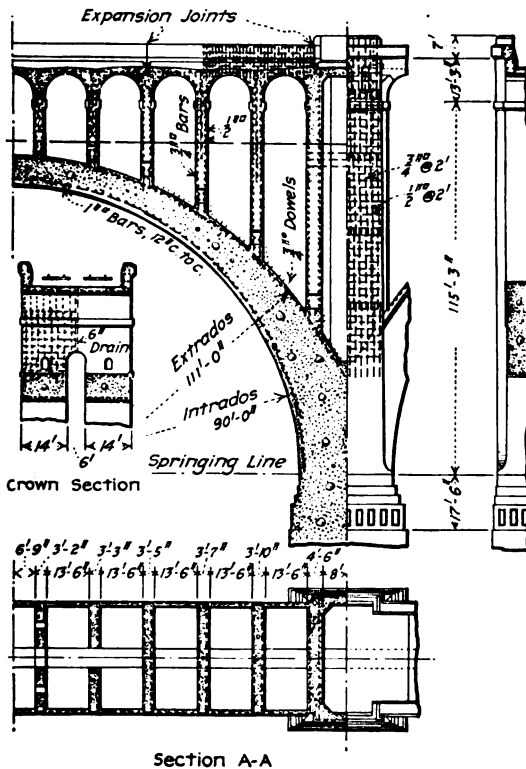 Expansion Joints
7'
13'-3"
3/4"□ Bars
1/2"□
3/4"□ @ 2'
1/2"□ @ 2'
3/4"□ Dowels
1"□ Bars, 12" C. to C.
115'-3"
6"
Drain
Extrados
111'-0"
Intrados
90'-0"
14' 14'
6'
Springing Line
Crown Section
17'-6"
6'-9" 3'-2" 3'-3" 3'-5" 3'-7" 3'-10" 4'-6"
13'-6" 13'-6" 13'-6" 13'-6" 13'-6" 8'
Section A-A